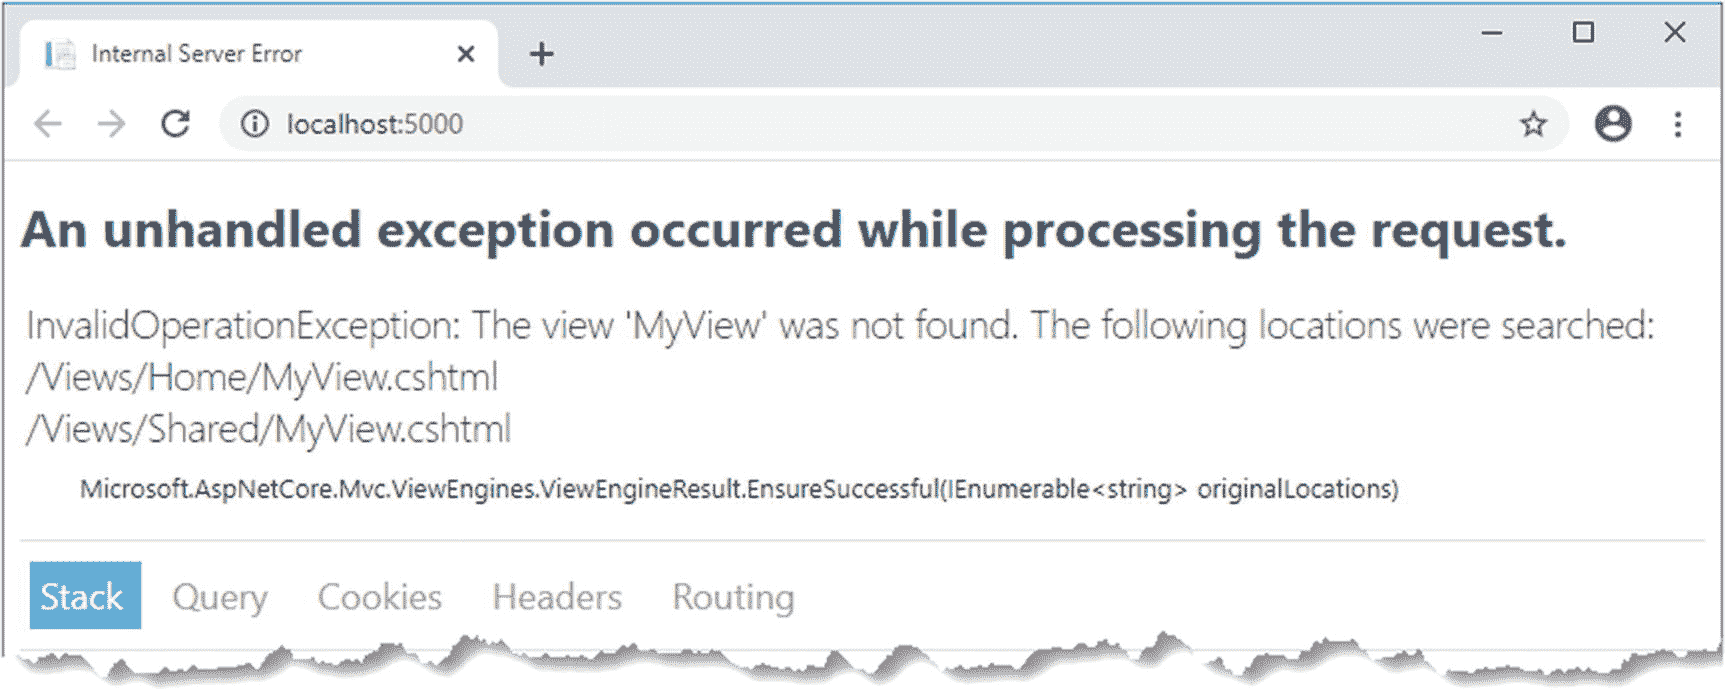 Internal Server Error
localhost:5000
An unhandled exception occurred while processing the request.
InvalidOperationException: The view 'MyView' was not found. The following locations were searched:
/Views/Home/MyView.cshtml
/Views/Shared/MyView.cshtml
Microsoft.AspNetCore.Mvc.ViewEngines.ViewEngineResult.EnsureSuccessful(IEnumerable<string> originalLocations)
Stack Query Cookies Headers Routing